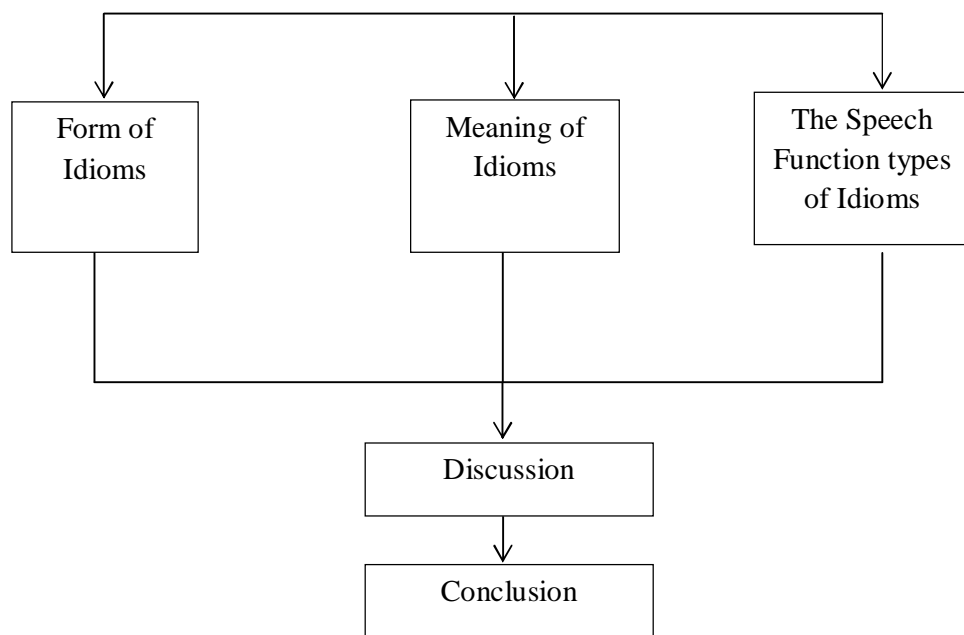 Form of
Idioms
Meaning of
Idioms
The Speech
Function types
of Idioms
Discussion
Conclusion